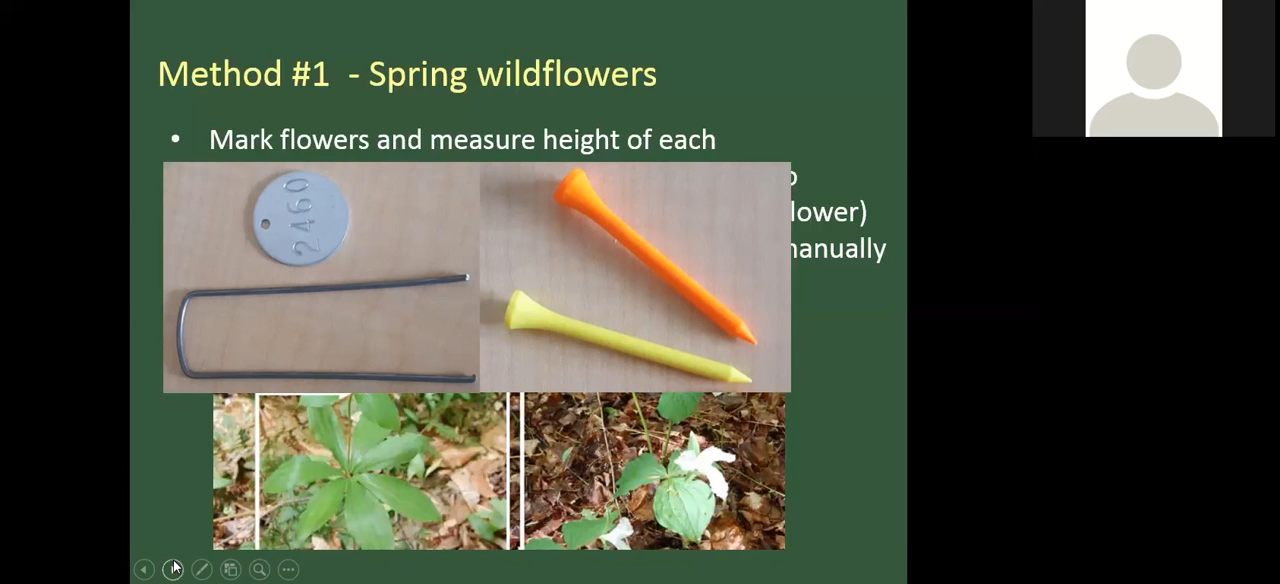 Method #1 - Spring wildflowers
• Mark flowers and measure height of each
lower)
anually
2460